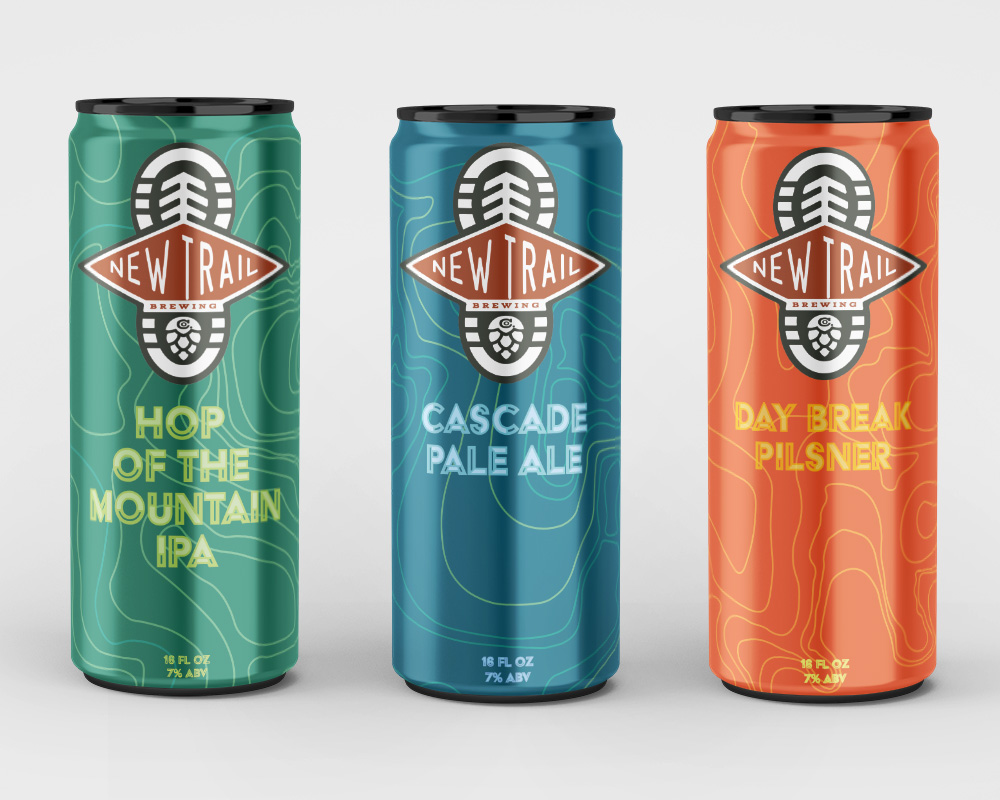 NEW TRAIL
BREWING
HOP
OF THE
MOUNTAIN
IPA
16 FL OZ
7% ABV
NEW TRAIL
BREWING
CASCADE
PALE ALE
16 FL OZ
7% ABV
NEW TRAIL
BREWING
DAY BREAK
PILSNER
16 FL OZ
7% ABV